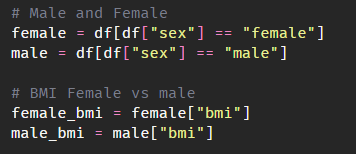 # Male and Female
female = df[df["sex"] == "female"]
male = df[df["sex"] == "male"]
# BMI Female vs male
female_bmi = female["bmi"]
male_bmi = male["bmi"]